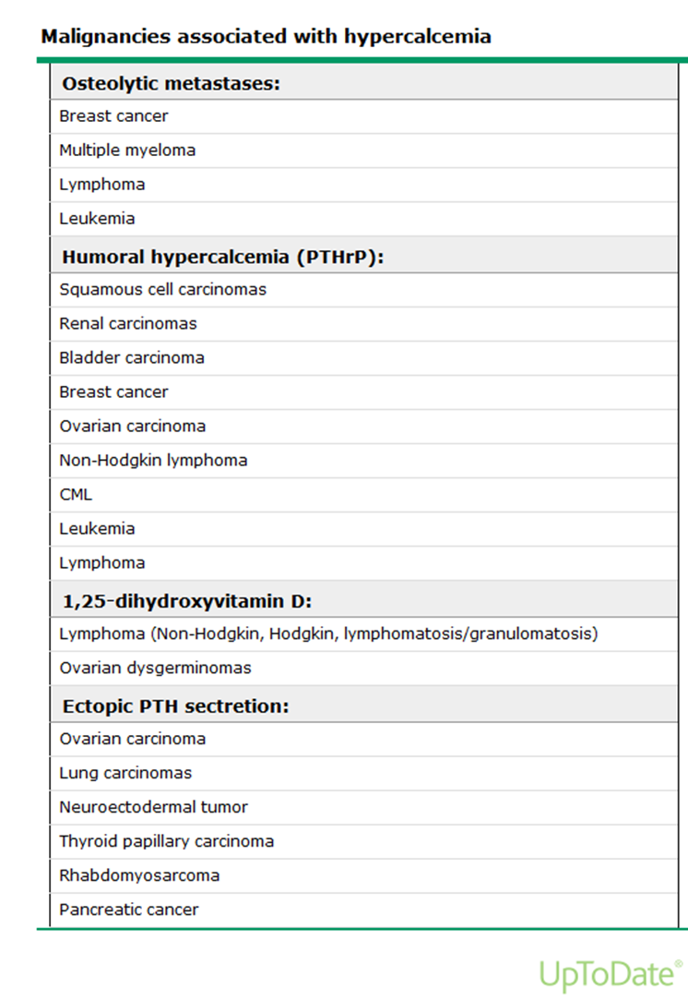 Malignancies associated with hypercalcemia
Osteolytic metastases:
Breast cancer
Multiple myeloma
Lymphoma
Leukemia
Humoral hypercalcemia (PTHrP):
Squamous cell carcinomas
Renal carcinomas
Bladder carcinoma
Breast cancer
Ovarian carcinoma
Non-Hodgkin lymphoma
CML
Leukemia
Lymphoma
1,25-dihydroxyvitamin D:
Lymphoma (Non-Hodgkin, Hodgkin, lymphomatosis/granulomatosis)
Ovarian dysgerminomas
Ectopic PTH sectretion:
Ovarian carcinoma
Lung carcinomas
Neuroectodermal tumor
Thyroid papillary carcinoma
Rhabdomyosarcoma
Pancreatic cancer
UpToDate®